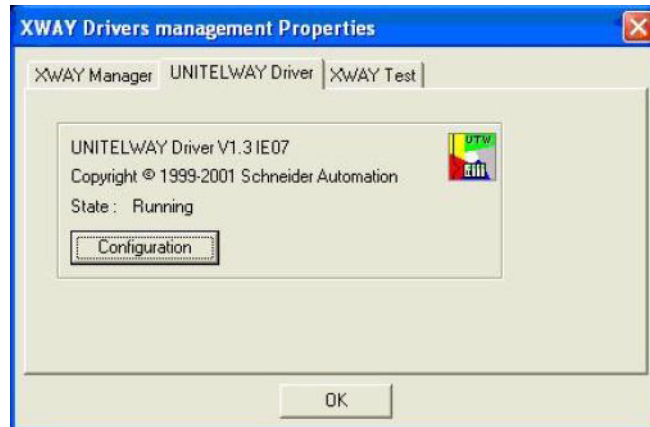 XWAY Drivers management Properties
XWAY Manager UNITELWAY Driver XWAY Test
UNITELWAY Driver V1.3 IE07
UTW
Copyright © 1999-2001 Schneider Automation
State : Running
Configuration
OK